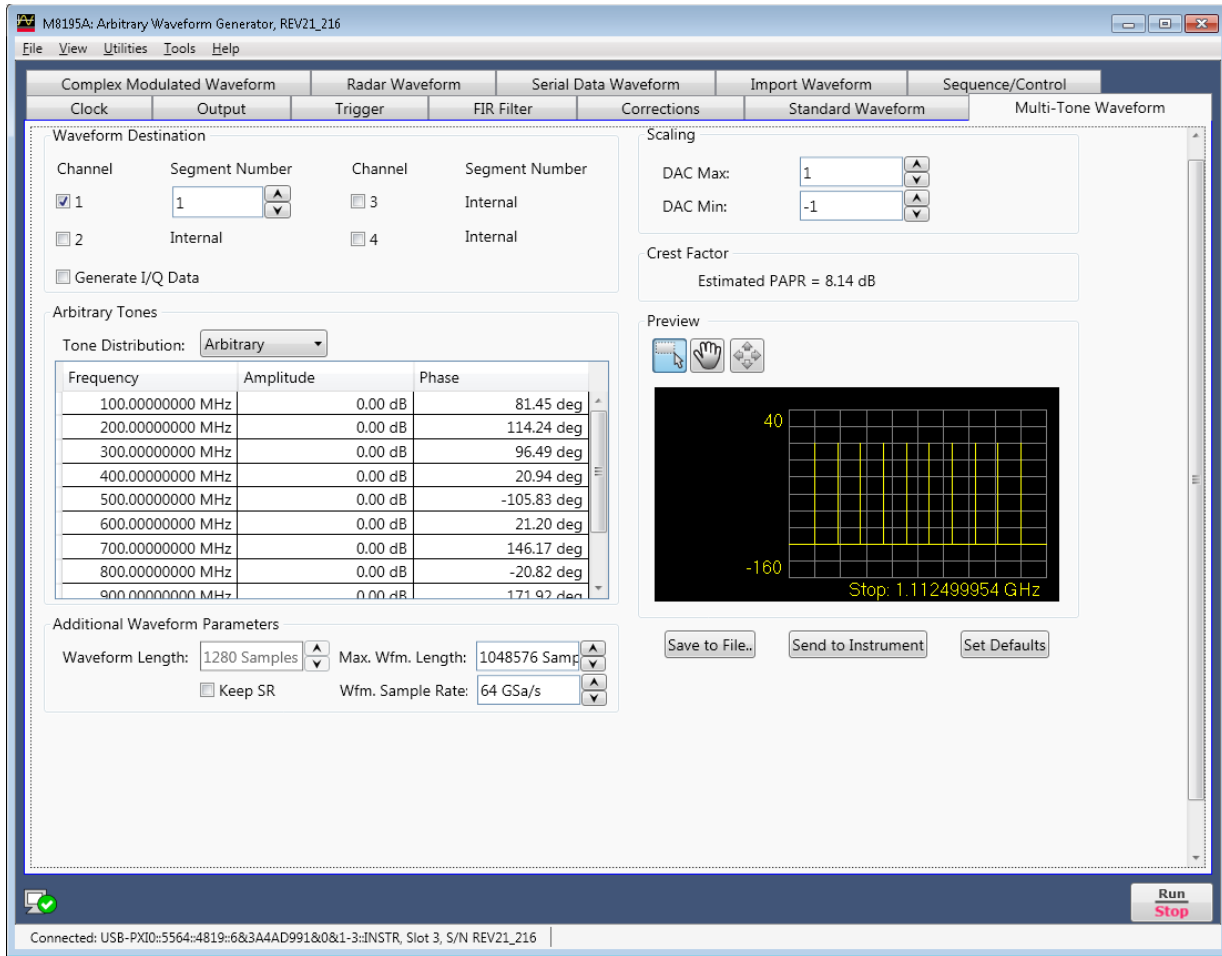 M8195A: Arbitrary Waveform Generator, REV21_216
File View Utilities Tools Help
Complex Modulated Waveform Radar Waveform Serial Data Waveform Import Waveform Sequence/Control
Clock Output Trigger FIR Filter Corrections Standard Waveform Multi-Tone Waveform
Waveform Destination
Channel Segment Number Channel Segment Number
1 1 3 Internal
2 Internal 4 Internal
Generate I/Q Data
Arbitrary Tones
Tone Distribution: Arbitrary
Frequency Amplitude Phase
100.00000000 MHz 0.00 dB 81.45 deg
200.00000000 MHz 0.00 dB 114.24 deg
300.00000000 MHz 0.00 dB 96.49 deg
400.00000000 MHz 0.00 dB 20.94 deg
500.00000000 MHz 0.00 dB -105.83 deg
600.00000000 MHz 0.00 dB 21.20 deg
700.00000000 MHz 0.00 dB 146.17 deg
800.00000000 MHz 0.00 dB -20.82 deg
900.00000000 MHz 0.00 dB 171.92 deg
Additional Waveform Parameters
Waveform Length: 1280 Samples Max. Wfm. Length: 1048576 Samp
Keep SR Wfm. Sample Rate: 64 GSa/s
Scaling
DAC Max: 1
DAC Min: -1
Crest Factor
Estimated PAPR = 8.14 dB
Preview
40
-160
Stop: 1.112499954 GHz
Save to File.. Send to Instrument Set Defaults
Run
Stop
Connected: USB-PXI0::5564::4819::6&3A4AD991&0&1-3::INSTR, Slot 3, S/N REV21_216